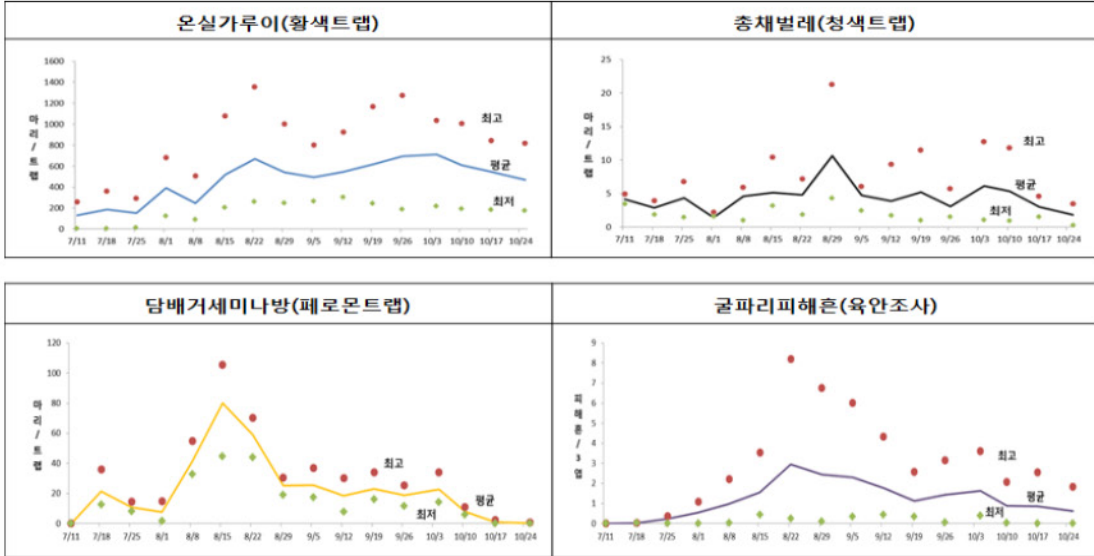 온실가루이(황색트랩)
총채벌레(청색트랩)
마리/트랩
1600
1400
1200
1000
800
600
400
200
0
최고
평균
최저
7/11 7/18 7/25 8/1 8/8 8/15 8/22 8/29 9/5 9/12 9/19 9/26 10/3 10/10 10/17 10/24
마리/트랩
25
20
15
10
5
0
최고
평균
최저
7/11 7/18 7/25 8/1 8/8 8/15 8/22 8/29 9/5 9/12 9/19 9/26 10/3 10/10 10/17 10/24
담배거세미나방(페로몬트랩)
굴파리피해흔(육안조사)
마리/트랩
120
100
80
60
40
20
0
평균
최저
최고
7/11 7/18 7/25 8/1 8/8 8/15 8/22 8/29 9/5 9/12 9/19 9/26 10/3 10/10 10/17 10/24
피해흔/3엽
9
8
7
6
5
4
3
2
1
0
최고
평균
최저
7/11 7/18 7/25 8/1 8/8 8/15 8/22 8/29 9/5 9/12 9/19 9/26 10/3 10/10 10/17 10/24